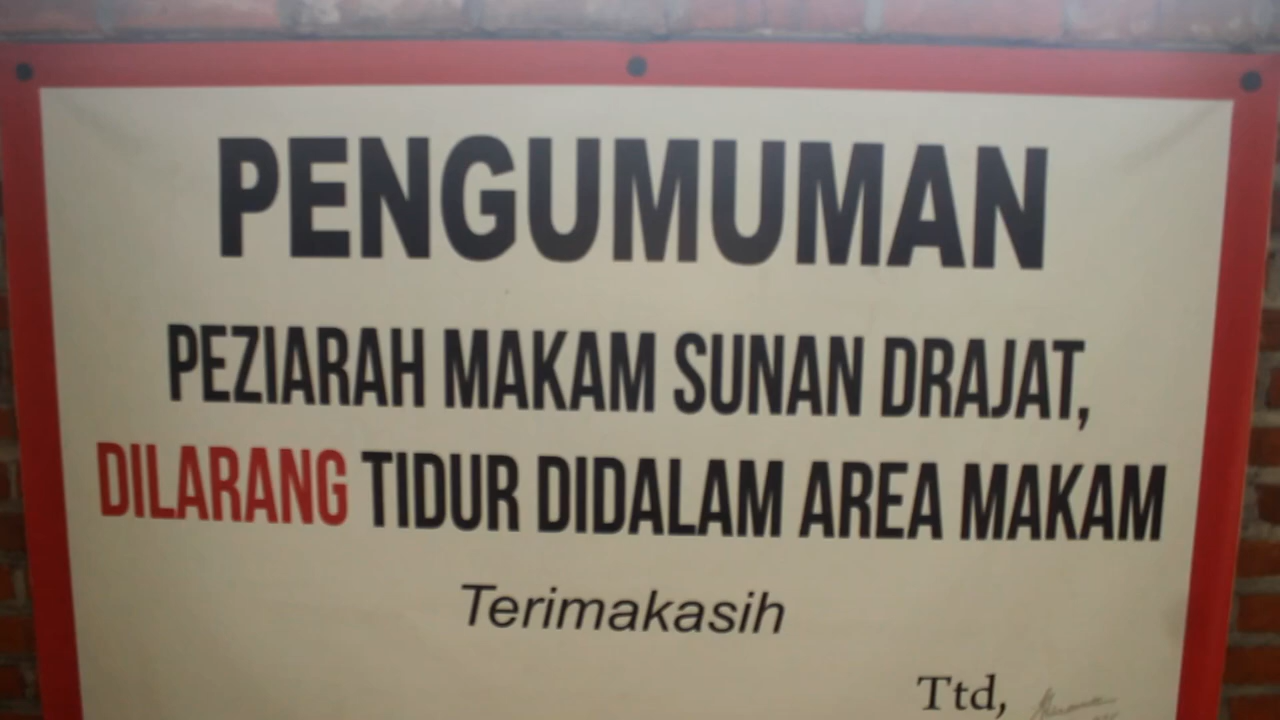 PENGUMUMAN
PEZIARAH MAKAM SUNAN DRAJAT,
DILARANG TIDUR DIDALAM AREA MAKAM
Terimakasih
Ttd,